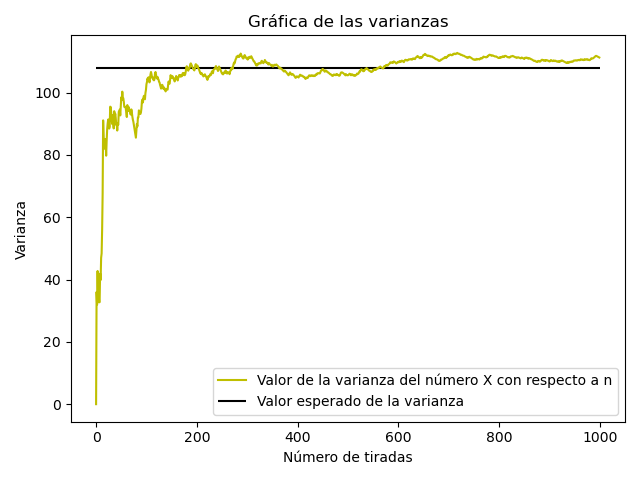 Gráfica de las varianzas
Varianza
100
80
60
40
20
0
Valor de la varianza del número X con respecto a n
Valor esperado de la varianza
0 200 400 600 800 1000
Número de tiradas